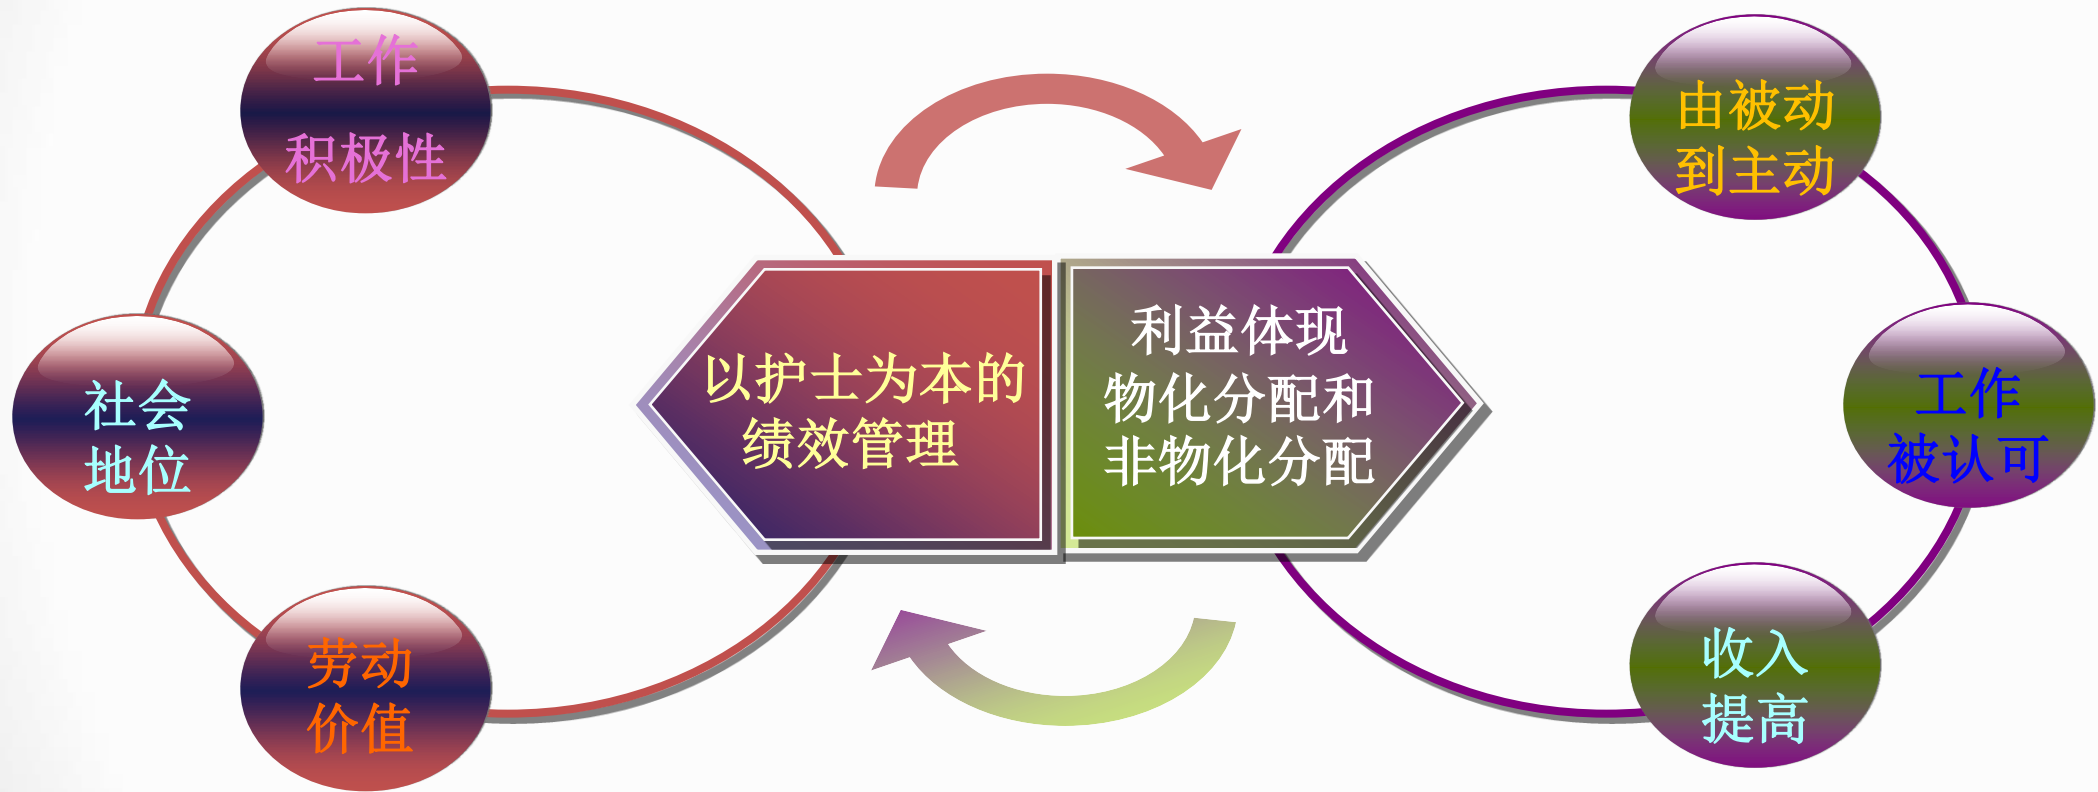 工作
积极性
社会
地位
劳动
价值
以护士为本的
绩效管理
利益体现
物化分配和
非物化分配
由被动
到主动
工作
被认可
收入
提高